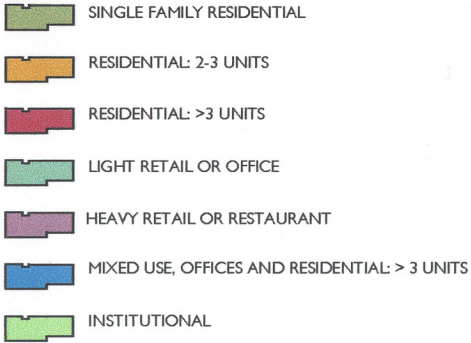 SINGLE FAMILY RESIDENTIAL
RESIDENTIAL: 2-3 UNITS
RESIDENTIAL: >3 UNITS
LIGHT RETAIL OR OFFICE
HEAVY RETAIL OR RESTAURANT
MIXED USE, OFFICES AND RESIDENTIAL: > 3 UNITS
INSTITUTIONAL